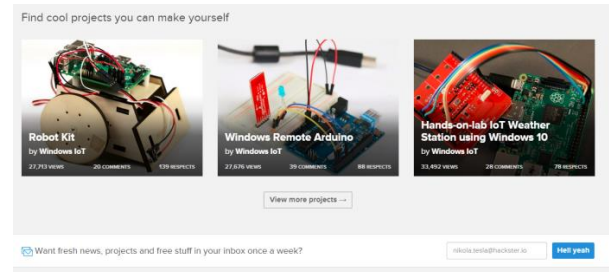 Find cool projects you can make yourself
Robot Kit
by Windows IoT
27,713 VIEWS 20 COMMENTS 139 RESPECTS
Windows Remote Arduino
by Windows IoT
27,676 VIEWS 39 COMMENTS 88 RESPECTS
Hands-on-lab IoT Weather
Station using Windows 10
by Windows IoT
33,492 VIEWS 28 COMMENTS 78 RESPECTS
View more projects →
Want fresh news, projects and free stuff in your inbox once a week?
nikola.tesla@hackster.io
Hell yeah